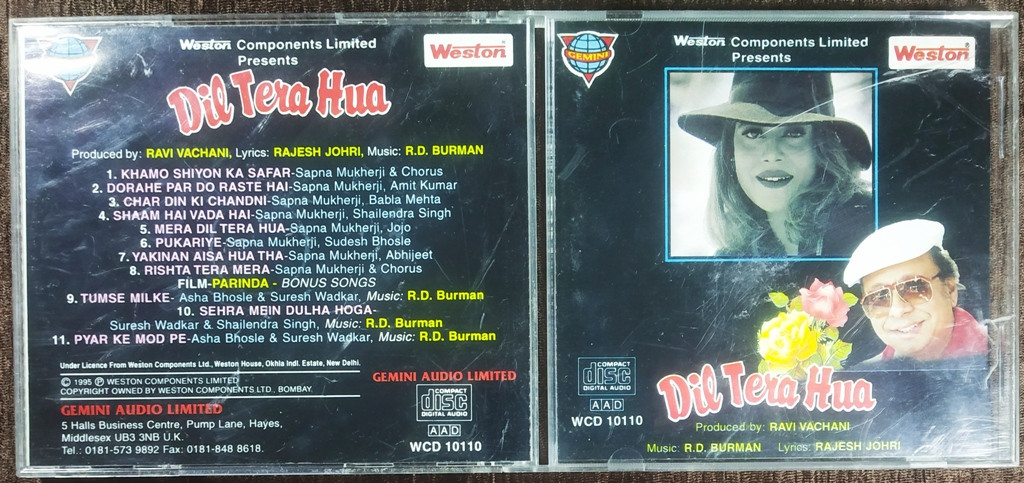 Weston Components Limited
Presents
Weston
Dil Tera Hua
Produced by: RAVI VACHANI, Lyrics: RAJESH JOHRI, Music: R.D. BURMAN
1. KHAMO SHIYON KA SAFAR-Sapna Mukherji & Chorus
2. DORAHE PAR DO RASTE HAI-Sapna Mukherji, Amit Kumar
3. CHAR DIN KI CHANDNI-Sapna Mukherji, Babla Mehta
4. SHAAM HAI VADA HAI-Sapna Mukherji, Shailendra Singh
5. MERA DIL TERA HUA-Sapna Mukherji, Jojo
6. PUKARIYE-Sapna Mukherji, Sudesh Bhosle
7. YAKINAN AISA HUA THA-Sapna Mukherji, Abhijeet
8. RISHTA TERA MERA-Sapna Mukherji & Chorus
FILM-PARINDA - BONUS SONGS
9. TUMSE MILKE- Asha Bhosle & Suresh Wadkar, Music: R.D. Burman
10. SEHRA MEIN DULHA HOGA-
Suresh Wadkar & Shailendra Singh, Music: R.D. Burman
11. PYAR KE MOD PE-Asha Bhosle & Suresh Wadkar, Music: R.D. Burman
Under Licence From Weston Components Ltd., Weston House, Okhla Indl. Estate, New Delhi.
© 1995 ℗ WESTON COMPONENTS LIMITED
COPYRIGHT OWNED BY WESTON COMPONENTS LTD., BOMBAY.
GEMINI AUDIO LIMITED
5 Halls Business Centre, Pump Lane, Hayes,
Middlesex UB3 3NB U.K.
Tel.: 0181-573 9892 Fax: 0181-848 8618.
GEMINI AUDIO LIMITED
COMPACT
disc
DIGITAL AUDIO
AAD
WCD 10110
GEMINI
Weston Components Limited
Presents
Weston
COMPACT
disc
DIGITAL AUDIO
AAD
WCD 10110
Dil Tera Hua
Produced by: RAVI VACHANI
Music: R.D. BURMAN Lyrics: RAJESH JOHRI